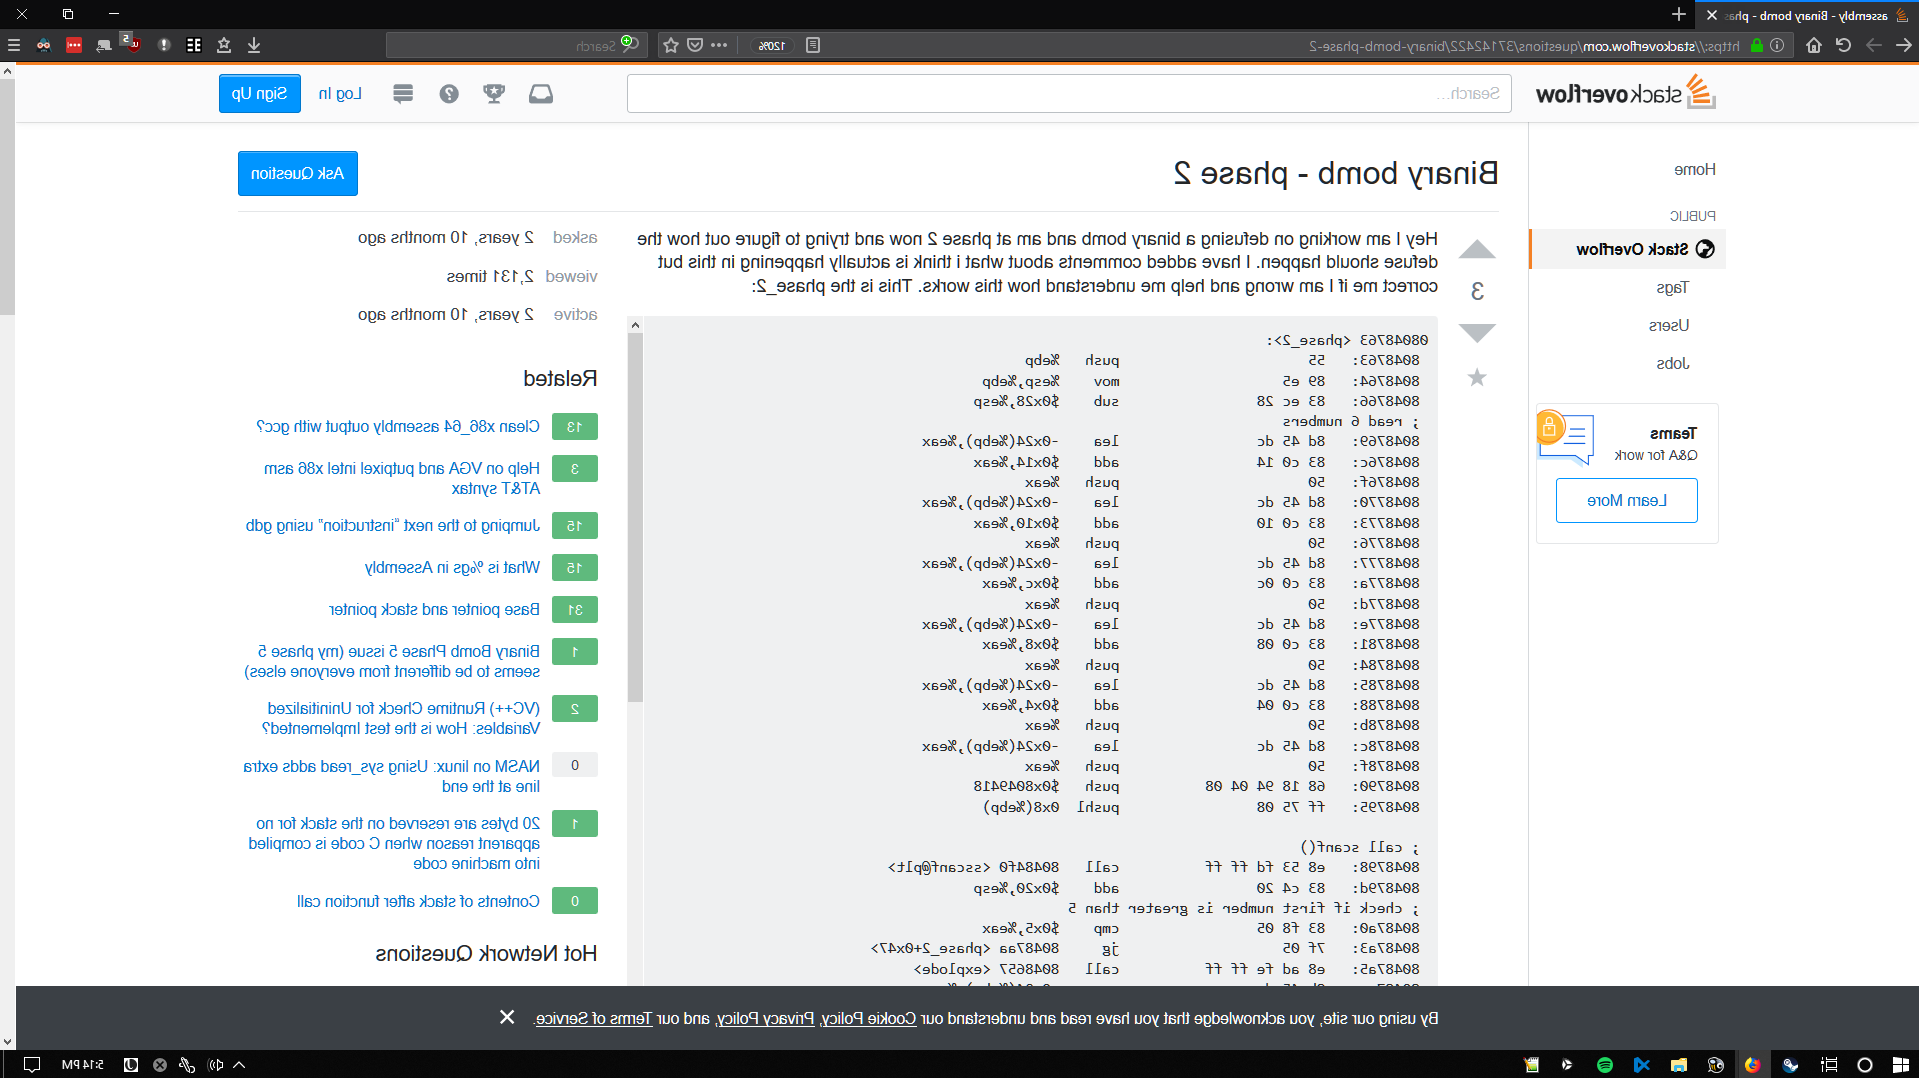 assembly - Binary bomb - phas
https://stackoverflow.com/questions/37142422/binary-bomb-phase-2
120%
Search
5
stackoverflow
Search…
Log In
Sign Up
Home
PUBLIC
Stack Overflow
Tags
Users
Jobs
Teams
Q&A for work
Learn More
Binary bomb - phase 2
Ask Question
3
Hey I am working on defusing a binary bomb and am at phase 2 now and trying to figure out how the
defuse should happen. I have added comments about what i think is actually happening in this but
correct me if I am wrong and help me understand how this works. This is the phase_2:
08048763 <phase_2>:
8048763: 55 push %ebp
8048764: 89 e5 mov %esp,%ebp
8048766: 83 ec 28 sub $0x28,%esp
; read 6 numbers
8048769: 8d 45 dc lea -0x24(%ebp),%eax
804876c: 83 c0 14 add $0x14,%eax
804876f: 50 push %eax
8048770: 8d 45 dc lea -0x24(%ebp),%eax
8048773: 83 c0 10 add $0x10,%eax
8048776: 50 push %eax
8048777: 8d 45 dc lea -0x24(%ebp),%eax
804877a: 83 c0 0c add $0xc,%eax
804877d: 50 push %eax
804877e: 8d 45 dc lea -0x24(%ebp),%eax
8048781: 83 c0 08 add $0x8,%eax
8048784: 50 push %eax
8048785: 8d 45 dc lea -0x24(%ebp),%eax
8048788: 83 c0 04 add $0x4,%eax
804878b: 50 push %eax
804878c: 8d 45 dc lea -0x24(%ebp),%eax
804878f: 50 push %eax
8048790: 68 18 94 04 08 push $0x8049418
8048795: ff 75 08 pushl 0x8(%ebp)
; call scanf()
8048798: e8 53 fd ff ff call 80484f0 <sscanf@plt>
804879d: 83 c4 20 add $0x20,%esp
; check if first number is greater than 5
80487a0: 83 f8 05 cmp $0x5,%eax
80487a3: 7f 05 jg 80487aa <phase_2+0x47>
80487a5: e8 ad fe ff ff call 8048657 <explode>
asked 2 years, 10 months ago
viewed 2,131 times
active 2 years, 10 months ago
Related
13 Clean x86_64 assembly output with gcc?
3 Help on VGA and putpixel intel x86 asm
AT&T syntax
15 Jumping to the next “instruction” using gdb
15 What is %gs in Assembly
31 Base pointer and stack pointer
1 Binary Bomb Phase 5 issue (my phase 5
seems to be different from everyone elses)
2 (VC++) Runtime Check for Uninitialized
Variables: How is the test Implemented?
0 NASM on linux: Using sys_read adds extra
line at the end
1 20 bytes are reserved on the stack for no
apparent reason when C code is compiled
into machine code
0 Contents of stack after function call
Hot Network Questions
By using our site, you acknowledge that you have read and understand our Cookie Policy, Privacy Policy, and our Terms of Service.
5:14 PM